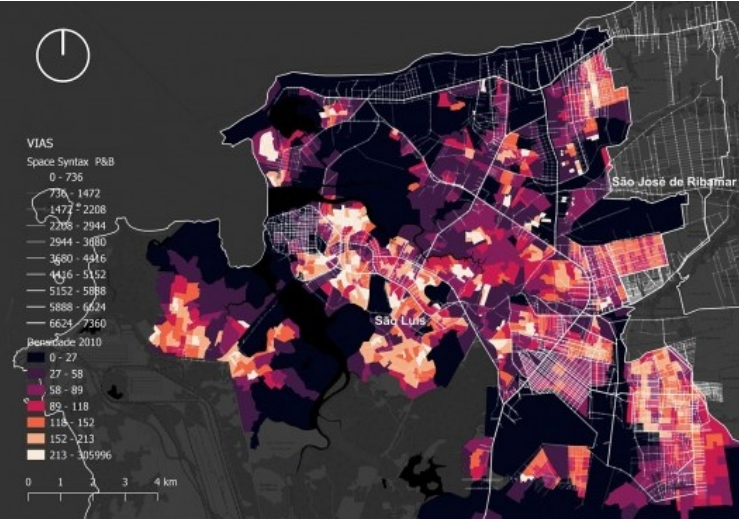 VIAS
Space Syntax P&B
0 - 736
736 - 1472
1472 - 2208
2208 - 2944
2944 - 3680
3680 - 4416
4416 - 5152
5152 - 5888
5888 - 6624
6624 - 7360
Densidade 2010
0 - 27
27 - 58
58 - 89
89 - 118
118 - 152
152 - 213
213 - 305996
0 1 2 3 4 km
São José de Ribamar
São Luís